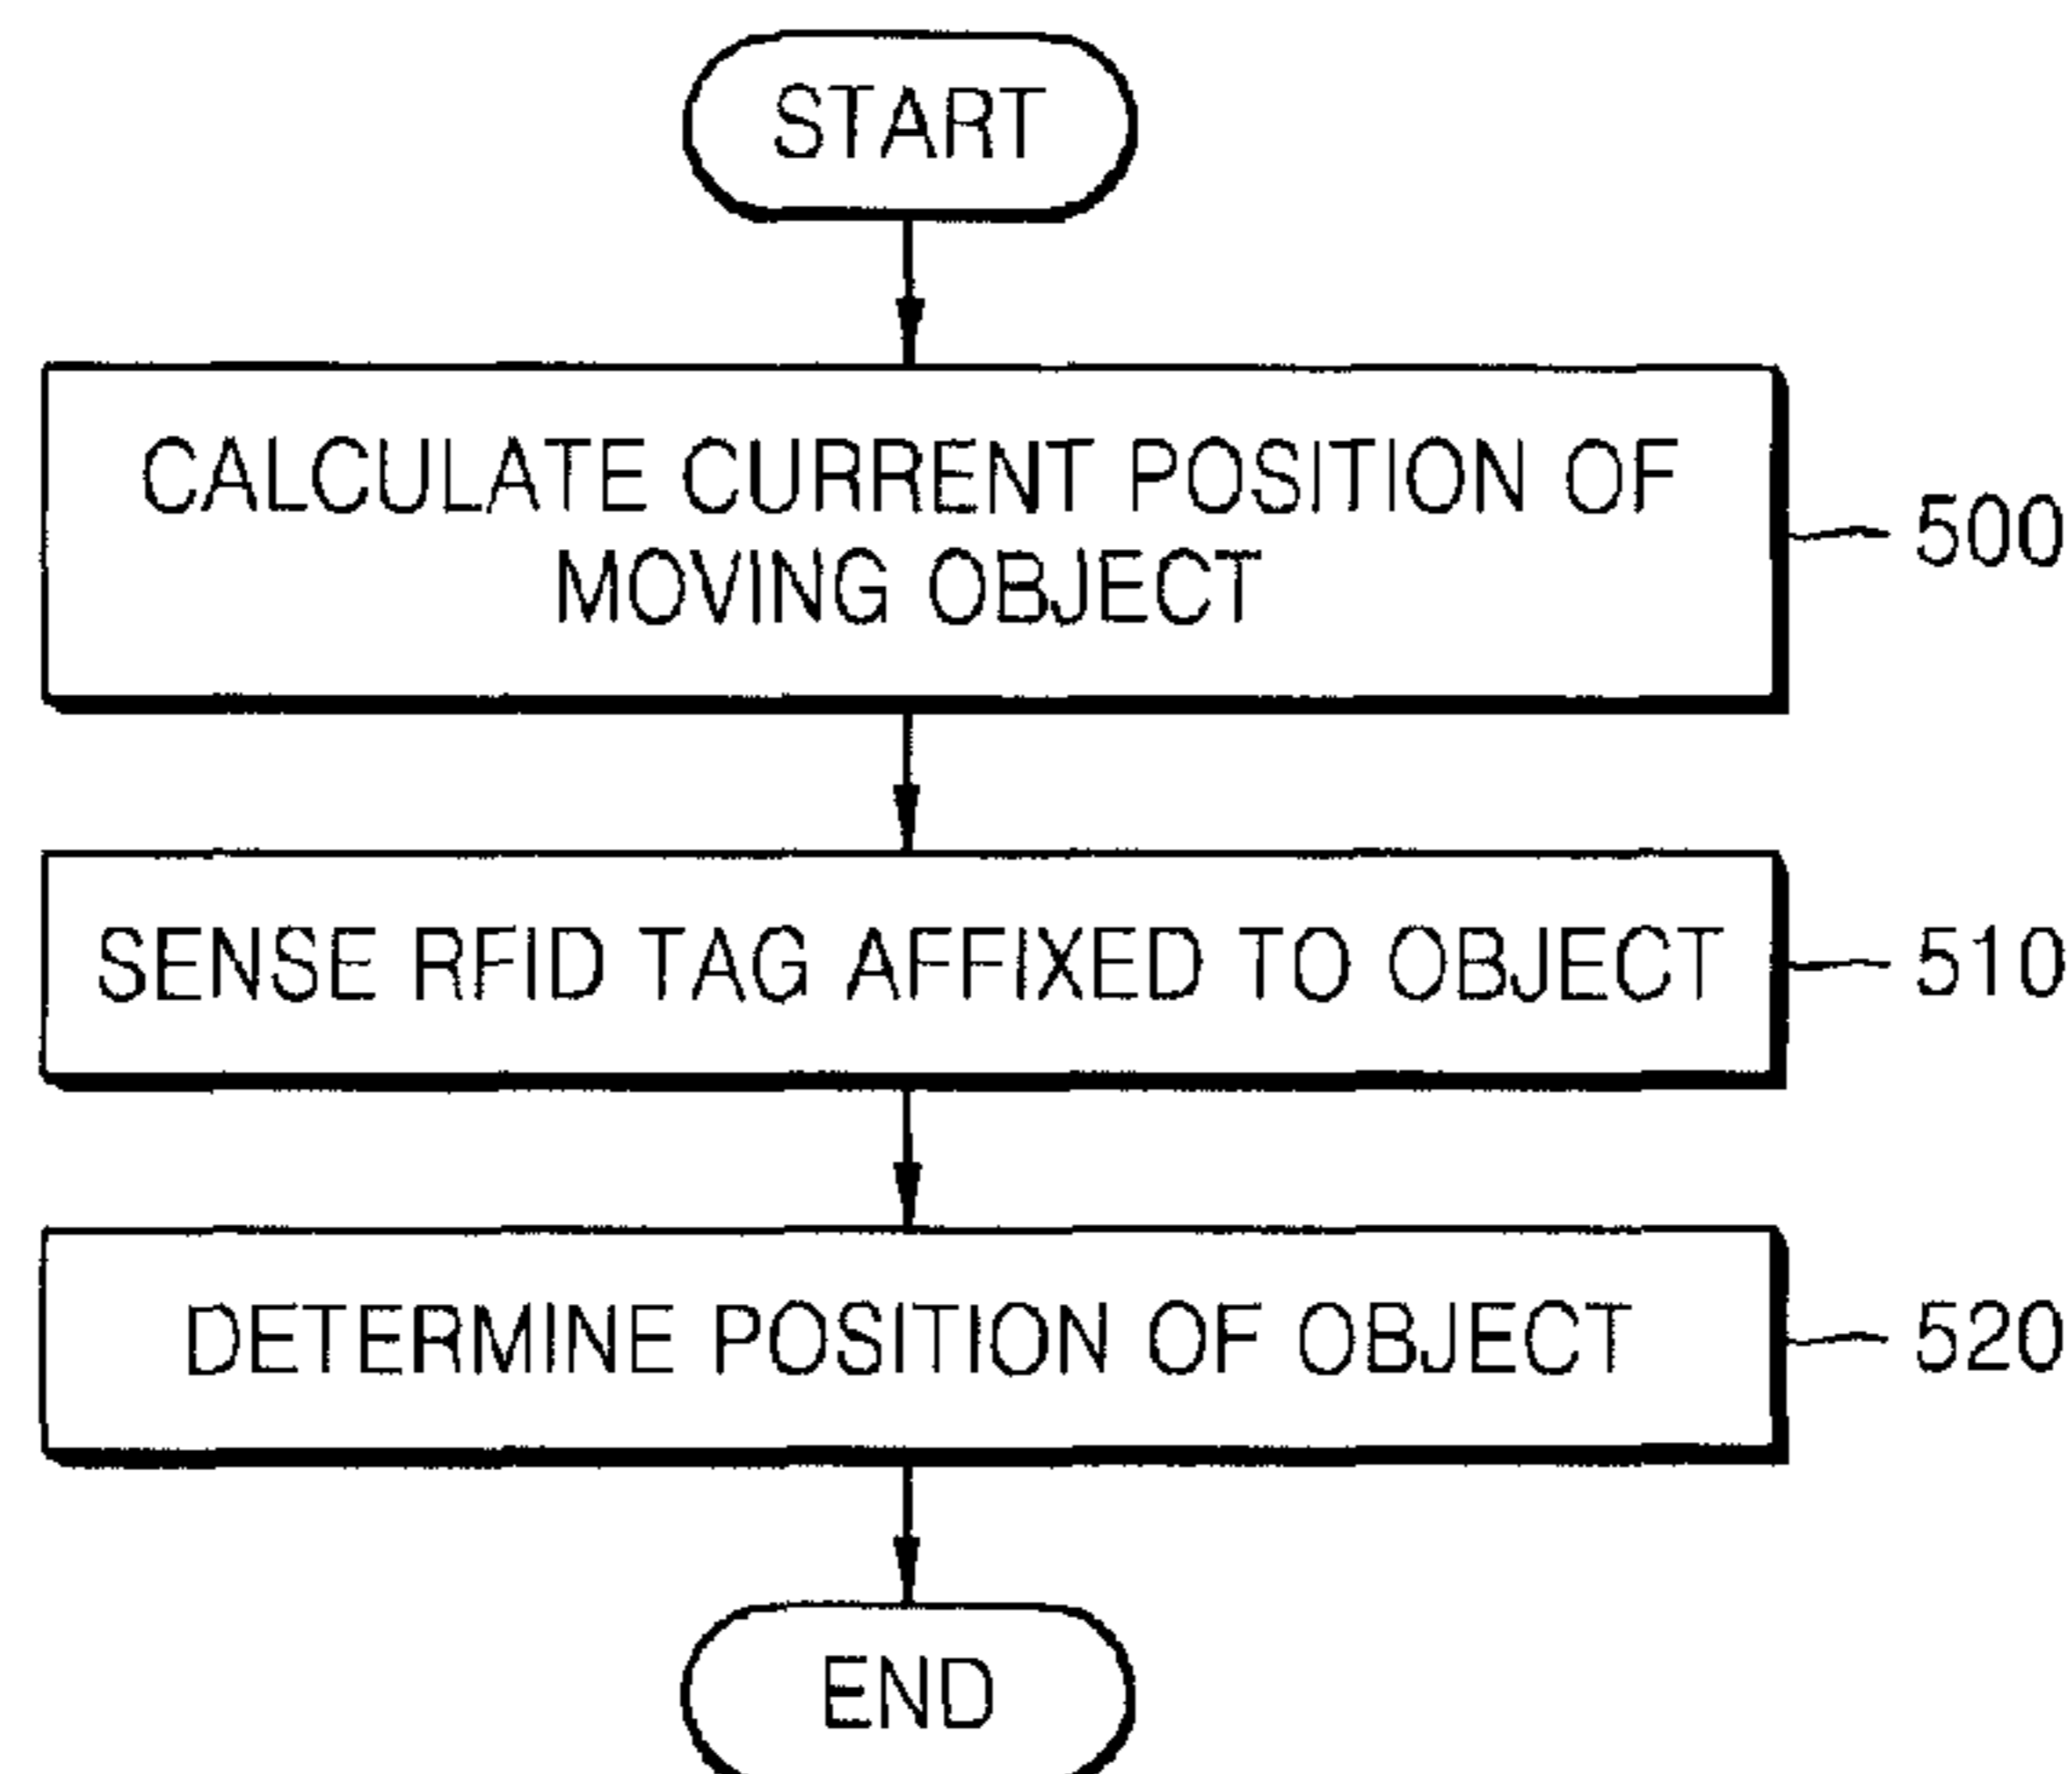 START
CALCULATE CURRENT POSITION OF
MOVING OBJECT
500
SENSE RFID TAG AFFIXED TO OBJECT
510
DETERMINE POSITION OF OBJECT
520
END